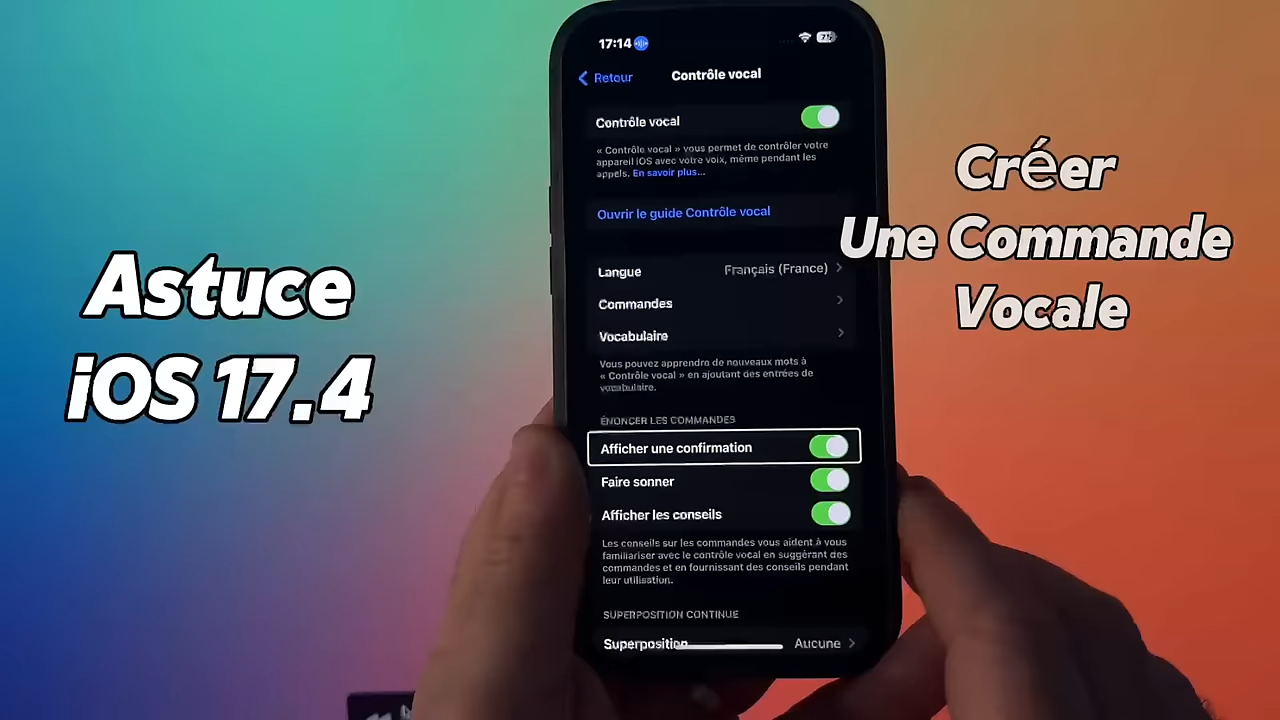 Astuce
iOS 17.4
Créer
Une Commande
Vocale
17:14
Retour
Contrôle vocal
Contrôle vocal
« Contrôle vocal » vous permet de contrôler votre
appareil iOS avec votre voix, même pendant les
appels. En savoir plus...
Ouvrir le guide Contrôle vocal
Langue Français (France)
Commandes
Vocabulaire
Vous pouvez apprendre de nouveaux mots à
« Contrôle vocal » en ajoutant des entrées de
vocabulaire.
ÉNONCER LES COMMANDES
Afficher une confirmation
Faire sonner
Afficher les conseils
Les conseils sur les commandes vous aident à vous
familiariser avec le contrôle vocal en suggérant des
commandes et en fournissant des conseils pendant
leur utilisation.
SUPERPOSITION CONTINUE
Superposition Aucune